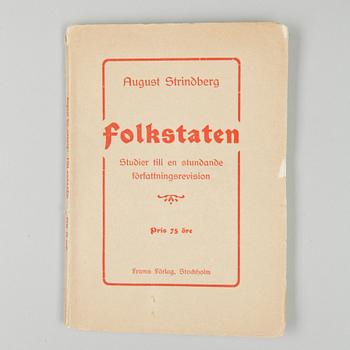 August Strindberg
Folkstaten
Studier till en stundande
författningsrevision
Pris 75 öre
Frams Förlag, Stockholm